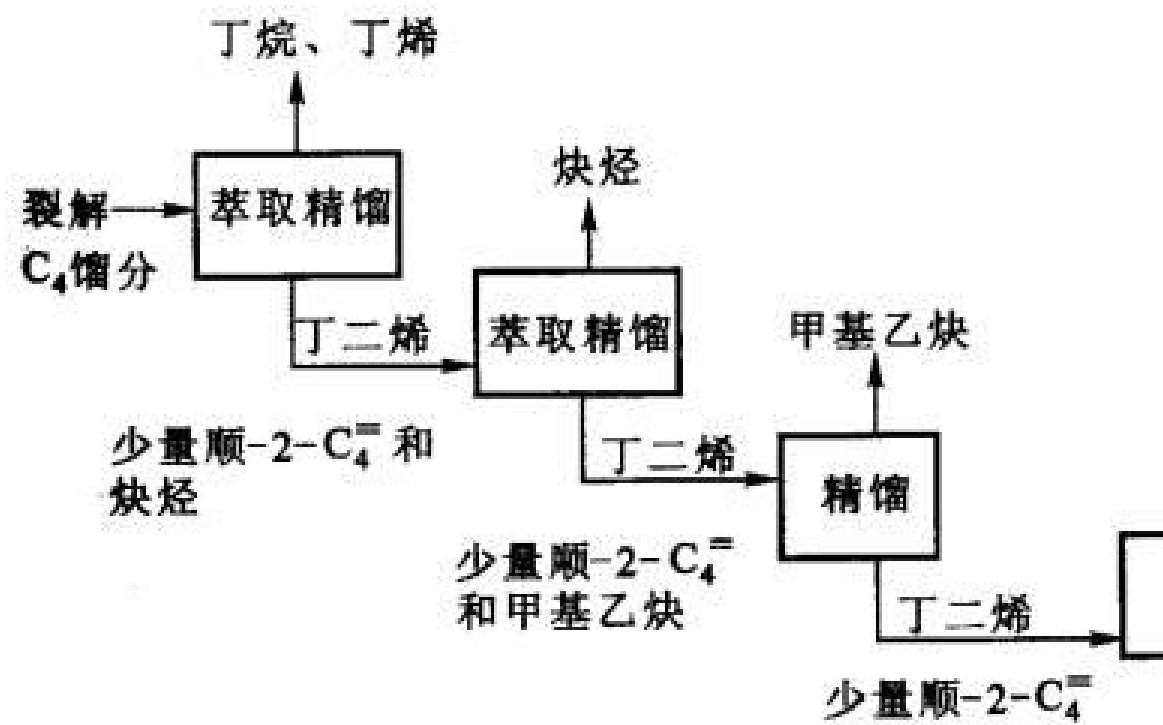 丁烷、丁烯
裂解
C₄馏分
萃取精馏
炔烃
丁二烯
萃取精馏
少量顺-2-C₄⁼ 和
炔烃
甲基乙炔
丁二烯
精馏
少量顺-2-C₄⁼
和甲基乙炔
丁二烯
少量顺-2-C₄⁼